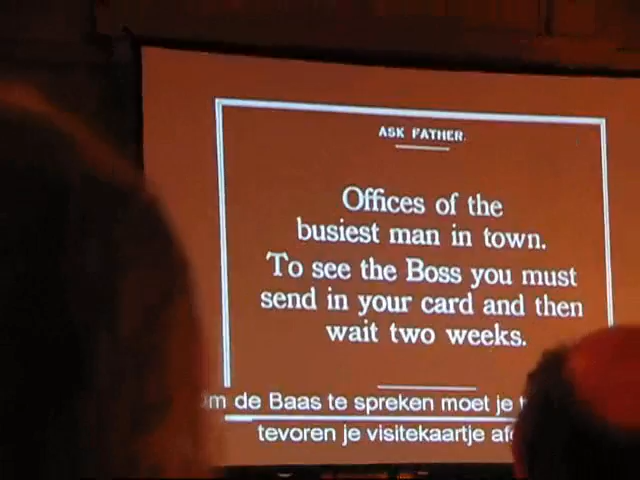 ASK FATHER.
Offices of the
busiest man in town.
To see the Boss you must
send in your card and then
wait two weeks.
de Baas te spreken moet je
tevoren je visitekaartje